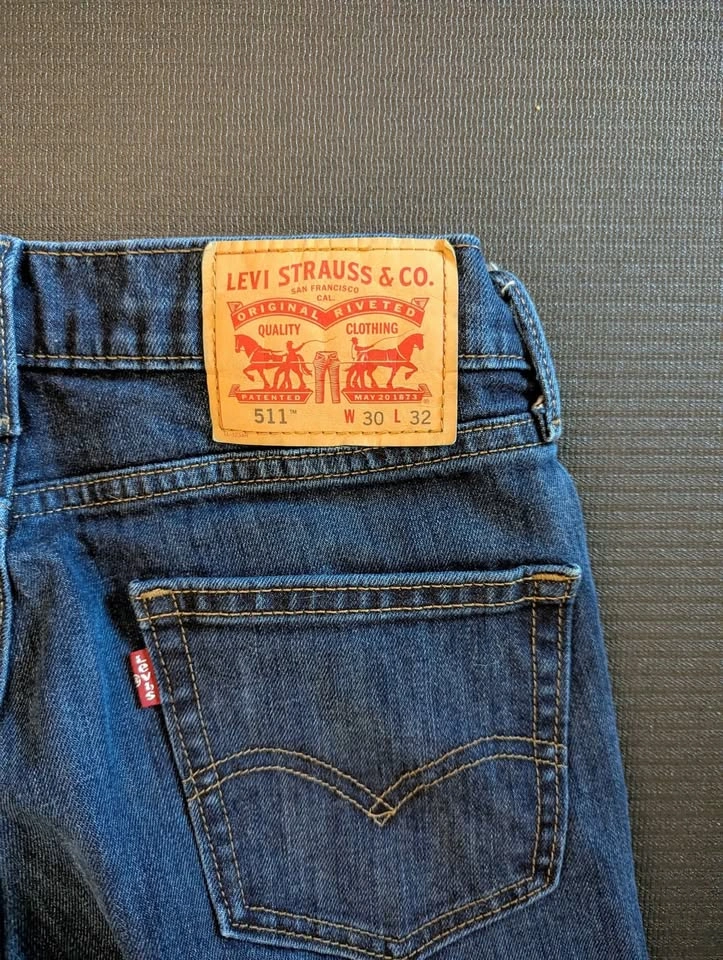 LEVI STRAUSS & CO.
SAN FRANCISCO
CAL.
ORIGINAL RIVETED
QUALITY CLOTHING
PATENTED MAY 20 1873
®
511™ W 30 L 32
LEVI'S